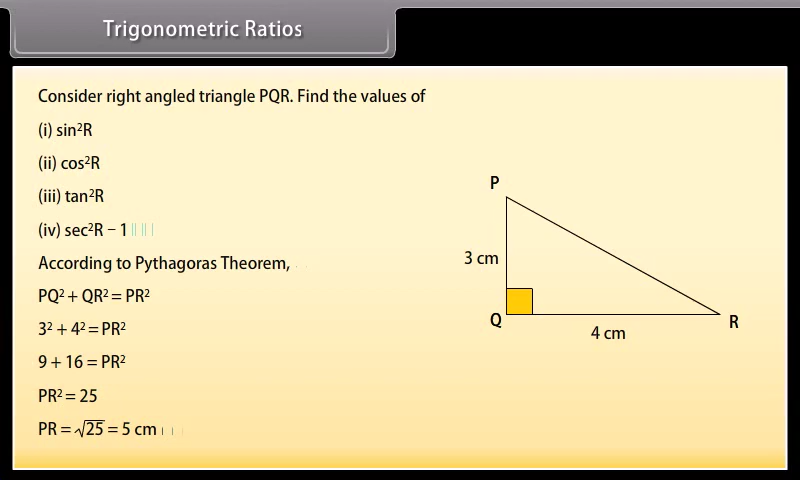 Trigonometric Ratios
Consider right angled triangle PQR. Find the values of
(i) sin²R
(ii) cos²R
(iii) tan²R
(iv) sec²R − 1
According to Pythagoras Theorem,
PQ² + QR² = PR²
3² + 4² = PR²
9 + 16 = PR²
PR² = 25
PR = √25 = 5 cm
P
3 cm
Q
R
4 cm